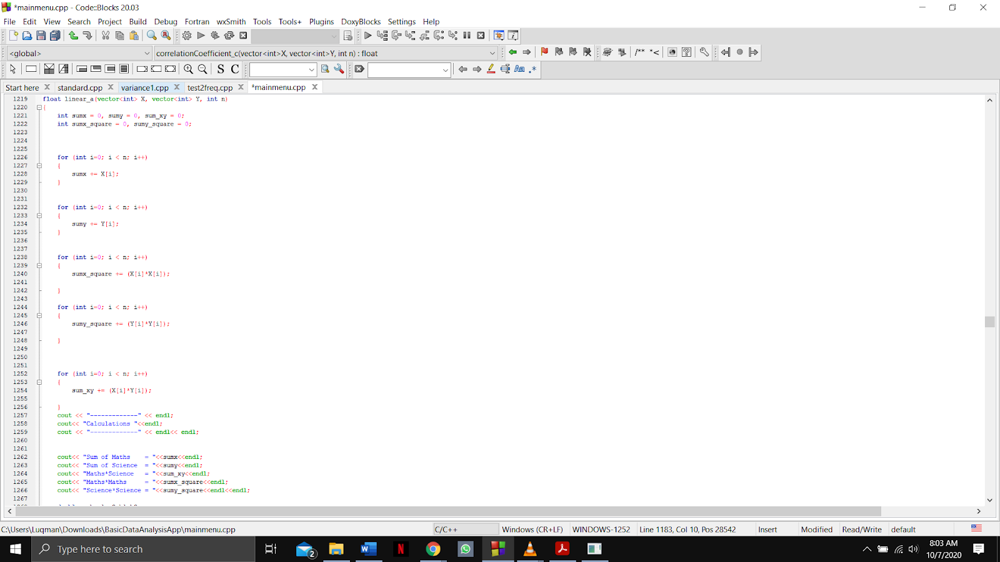 *mainmenu.cpp - Code::Blocks 20.03
File Edit View Search Project Build Debug Fortran wxSmith Tools Tools+ Plugins DoxyBlocks Settings Help
<global> correlationCoefficient_c(vector<int>X, vector<int>Y, int n) : float
/** *<
S C Aa .*
Start here standard.cpp variance1.cpp test2freq.cpp *mainmenu.cpp
1219 float linear_a(vector<int> X, vector<int> Y, int n)
1220 {
1221 int sumx = 0, sumy = 0, sum_xy = 0;
1222 int sumx_square = 0, sumy_square = 0;
1223
1224
1225
1226 for (int i=0; i < n; i++)
1227 {
1228 sumx += X[i];
1229 }
1230
1231
1232 for (int i=0; i < n; i++)
1233 {
1234 sumy += Y[i];
1235 }
1236
1237
1238 for (int i=0; i < n; i++)
1239 {
1240 sumx_square += (X[i]*X[i]);
1241
1242 }
1243
1244 for (int i=0; i < n; i++)
1245 {
1246 sumy_square += (Y[i]*Y[i]);
1247
1248 }
1249
1250
1251
1252 for (int i=0; i < n; i++)
1253 {
1254 sum_xy += (X[i]*Y[i]);
1255
1256 }
1257 cout << "-------------" << endl;
1258 cout<< "Calculations "<<endl;
1259 cout << "-------------" << endl<< endl;
1260
1261
1262 cout<< "Sum of Maths    = "<<sumx<<endl;
1263 cout<< "Sum of Science  = "<<sumy<<endl;
1264 cout<< "Maths*Science   = "<<sum_xy<<endl;
1265 cout<< "Maths*Maths     = "<<sumx_square<<endl;
1266 cout<< "Science*Science = "<<sumy_square<<endl<<endl;
1267
C:\Users\Luqman\Downloads\BasicDataAnalysisApp\mainmenu.cpp C/C++ Windows (CR+LF) WINDOWS-1252 Line 1183, Col 10, Pos 28542 Insert Modified Read/Write default
Type here to search 2 W N 8:03 AM
10/7/2020